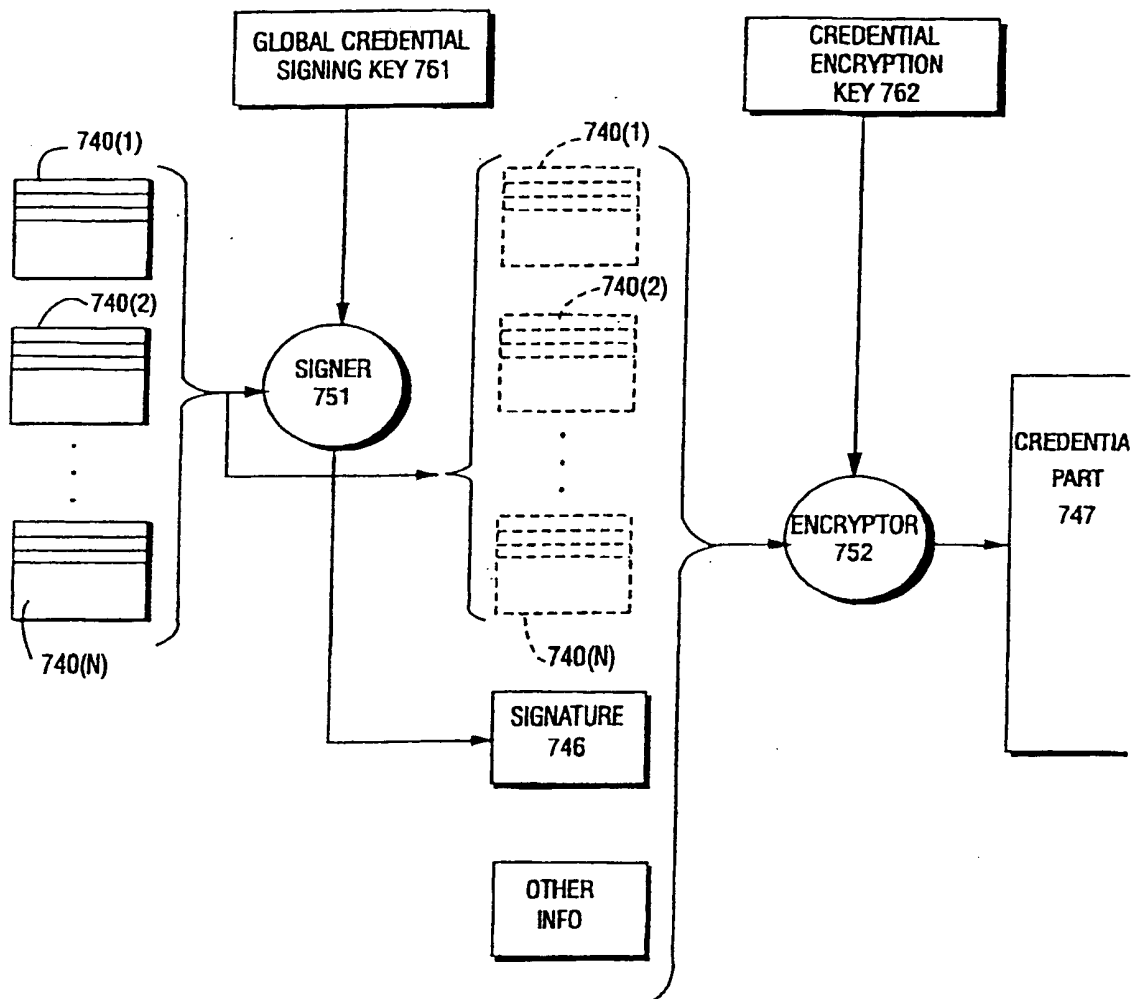 GLOBAL CREDENTIAL
SIGNING KEY 761
CREDENTIAL
ENCRYPTION
KEY 762
740(1)
740(1)
740(2)
740(2)
SIGNER
751
CREDENTIA
PART
747
ENCRYPTOR
752
740(N)
740(N)
SIGNATURE
746
OTHER
INFO